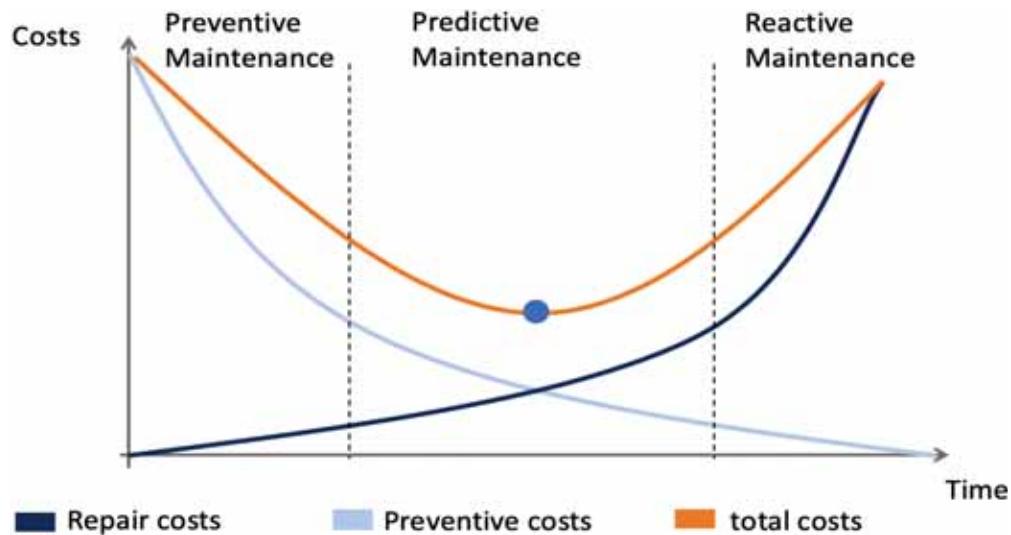 Costs
Preventive
Maintenance
Predictive
Maintenance
Reactive
Maintenance
Time
Repair costs
Preventive costs
total costs